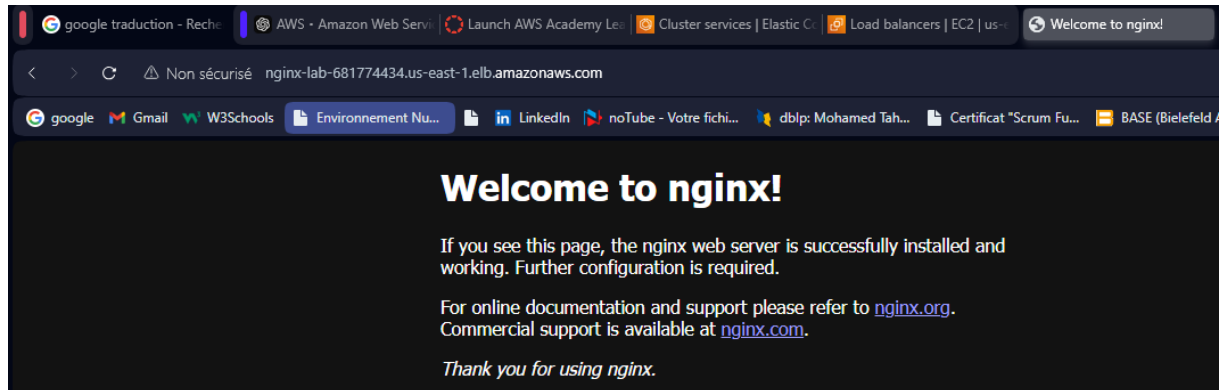 google traduction - Reche
AWS • Amazon Web Servi
Launch AWS Academy Lea
Cluster services | Elastic Co
Load balancers | EC2 | us-e
Welcome to nginx!
Non sécurisé nginx-lab-681774434.us-east-1.elb.amazonaws.com
google Gmail W3Schools Environnement Nu... LinkedIn noTube - Votre fichi... dblp: Mohamed Tah... Certificat "Scrum Fu... BASE (Bielefeld A
Welcome to nginx!
If you see this page, the nginx web server is successfully installed and
working. Further configuration is required.
For online documentation and support please refer to nginx.org.
Commercial support is available at nginx.com.
Thank you for using nginx.